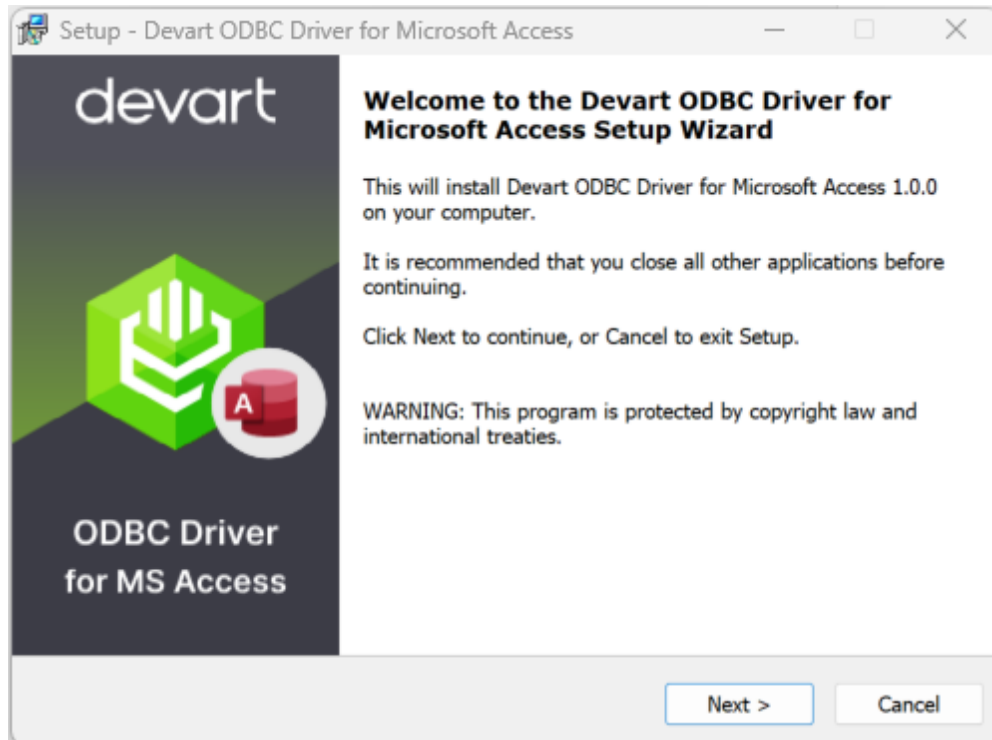 Setup - Devart ODBC Driver for Microsoft Access
devart
Welcome to the Devart ODBC Driver for
Microsoft Access Setup Wizard
This will install Devart ODBC Driver for Microsoft Access 1.0.0
on your computer.
It is recommended that you close all other applications before
continuing.
Click Next to continue, or Cancel to exit Setup.
WARNING: This program is protected by copyright law and
international treaties.
A
ODBC Driver
for MS Access
Next >
Cancel